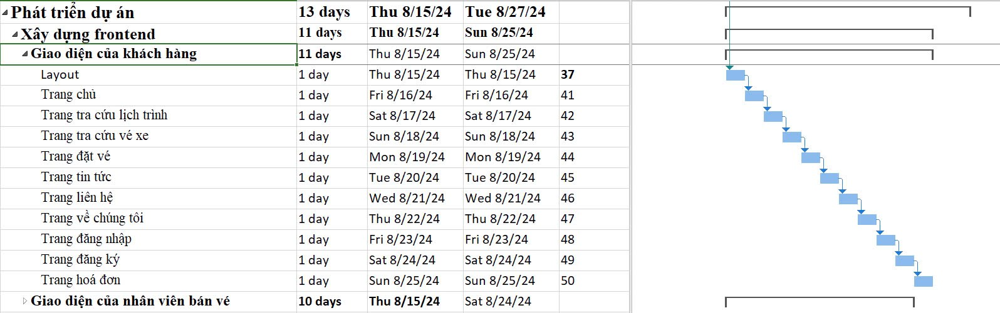 Phát triển dự án 13 days Thu 8/15/24 Tue 8/27/24
Xây dựng frontend 11 days Thu 8/15/24 Sun 8/25/24
Giao diện của khách hàng 11 days Thu 8/15/24 Sun 8/25/24
Layout 1 day Thu 8/15/24 Thu 8/15/24 37
Trang chủ 1 day Fri 8/16/24 Fri 8/16/24 41
Trang tra cứu lịch trình 1 day Sat 8/17/24 Sat 8/17/24 42
Trang tra cứu vé xe 1 day Sun 8/18/24 Sun 8/18/24 43
Trang đặt vé 1 day Mon 8/19/24 Mon 8/19/24 44
Trang tin tức 1 day Tue 8/20/24 Tue 8/20/24 45
Trang liên hệ 1 day Wed 8/21/24 Wed 8/21/24 46
Trang về chúng tôi 1 day Thu 8/22/24 Thu 8/22/24 47
Trang đăng nhập 1 day Fri 8/23/24 Fri 8/23/24 48
Trang đăng ký 1 day Sat 8/24/24 Sat 8/24/24 49
Trang hoá đơn 1 day Sun 8/25/24 Sun 8/25/24 50
Giao diện của nhân viên bán vé 10 days Thu 8/15/24 Sat 8/24/24